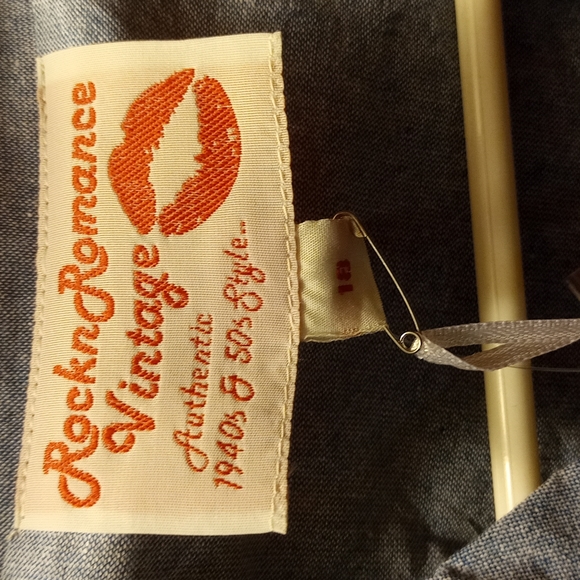 RocknRomance
Vintage
Authentic
1940s & 50s Style..
18